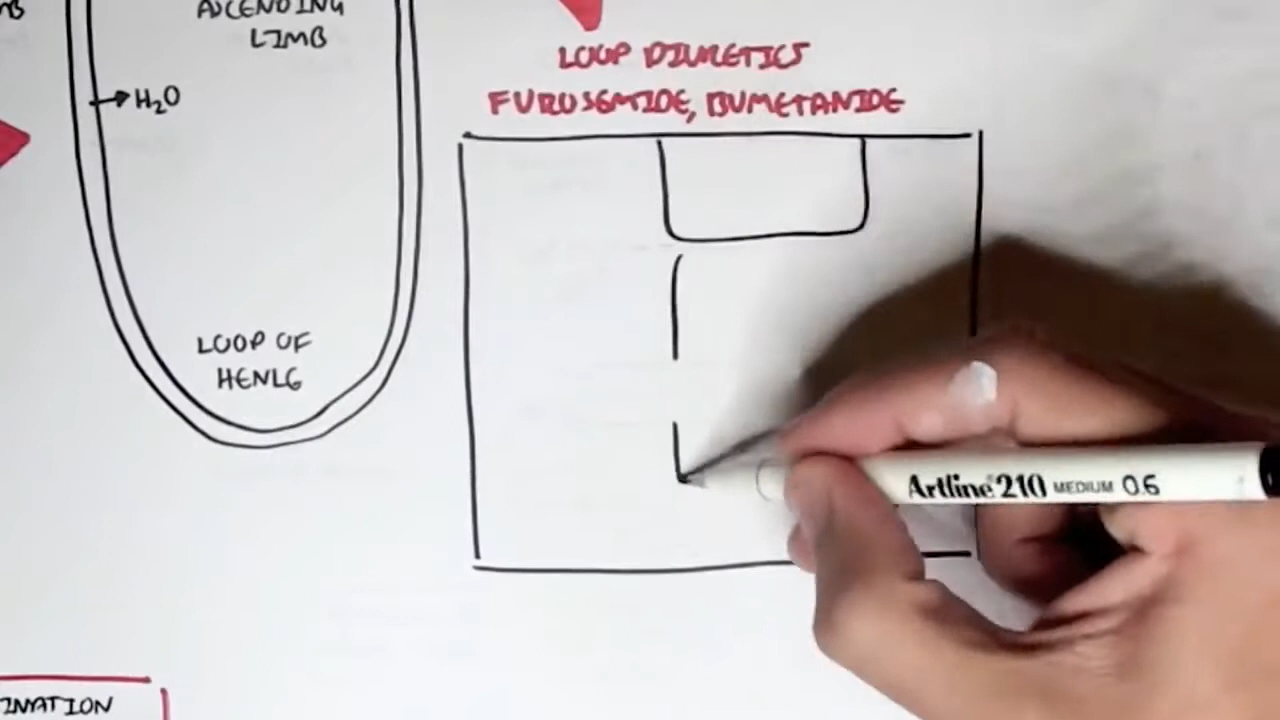 ASCENDING
LIMB
H₂O
LOOP OF
HENLE
LOOP DIURETICS
FUROSEMIDE, BUMETANIDE
Artline 210 MEDIUM 0.6